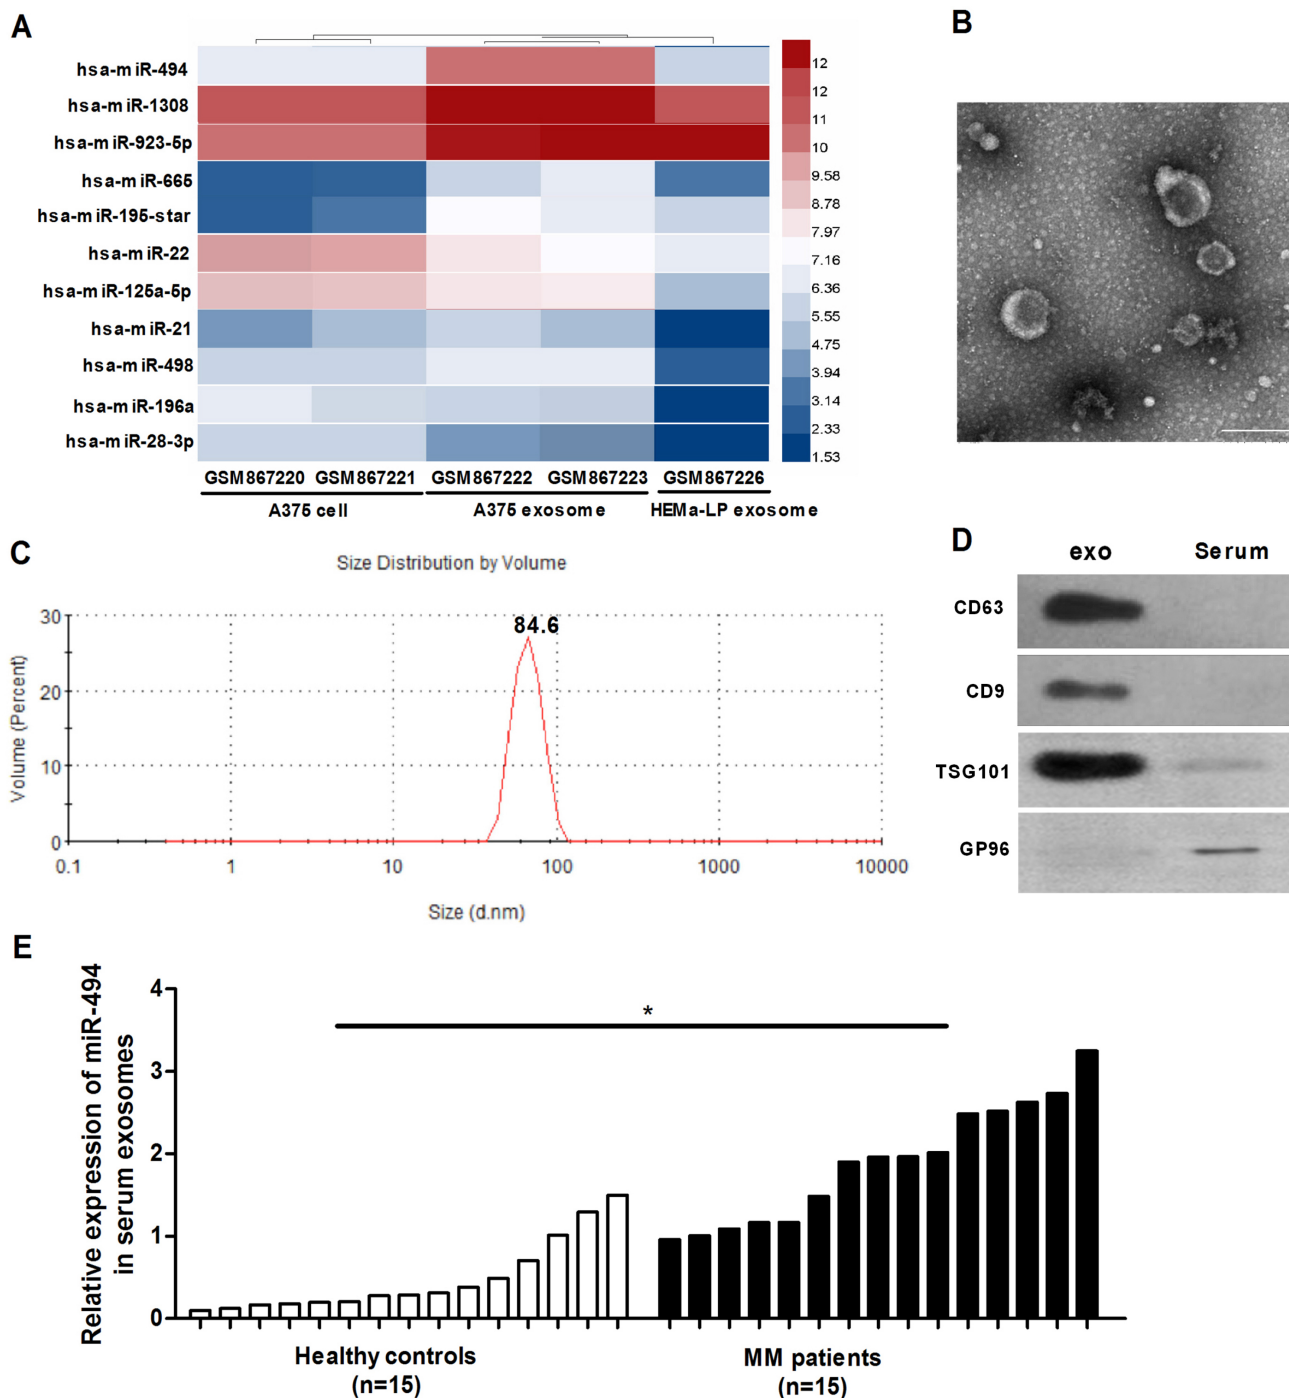 A
hsa-miR-494
hsa-miR-1308
hsa-miR-923-5p
hsa-miR-665
hsa-miR-195-star
hsa-miR-22
hsa-miR-125a-5p
hsa-miR-21
hsa-miR-498
hsa-miR-196a
hsa-miR-28-3p
12
12
11
10
9.58
8.78
7.97
7.16
6.36
5.55
4.75
3.94
3.14
2.33
1.53
GSM867220 GSM867221 GSM867222 GSM867223 GSM867226
A375 cell A375 exosome HEMa-LP exosome
B
C
Size Distribution by Volume
84.6
30
20
10
0
Volume (Percent)
0.1 1 10 100 1000 10000
Size (d.nm)
D
exo Serum
CD63
CD9
TSG101
GP96
E
Relative expression of miR-494
in serum exosomes
4
3
2
1
0
*
Healthy controls
(n=15)
MM patients
(n=15)